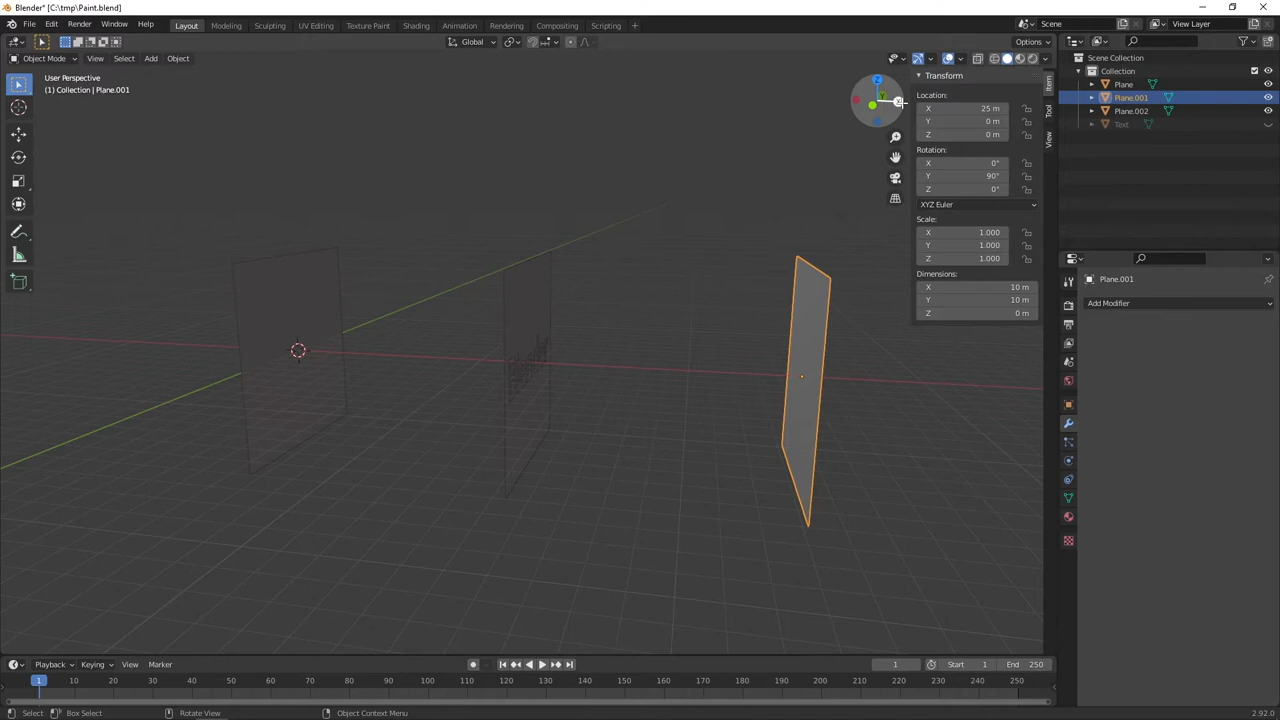 Blender* [C:\tmp\Paint.blend]
File Edit Render Window Help Layout Modeling Sculpting UV Editing Texture Paint Shading Animation Rendering Compositing Scripting + Scene View Layer
Global Options
Object Mode View Select Add Object
User Perspective
(1) Collection | Plane.001
Z
Y
X
Transform
Location:
X 25 m
Y 0 m
Z 0 m
Rotation:
X 0°
Y 90°
Z 0°
XYZ Euler
Scale:
X 1.000
Y 1.000
Z 1.000
Dimensions:
X 10 m
Y 10 m
Z 0 m
Item
Tool
View
Scene Collection
Collection
Plane
Plane.001
Plane.002
Text
Plane.001
Add Modifier
Playback Keying View Marker 1 Start 1 End 250
1 10 20 30 40 50 60 70 80 90 100 110 120 130 140 150 160 170 180 190 200 210 220 230 240 250
Select Box Select Rotate View Object Context Menu 2.92.0